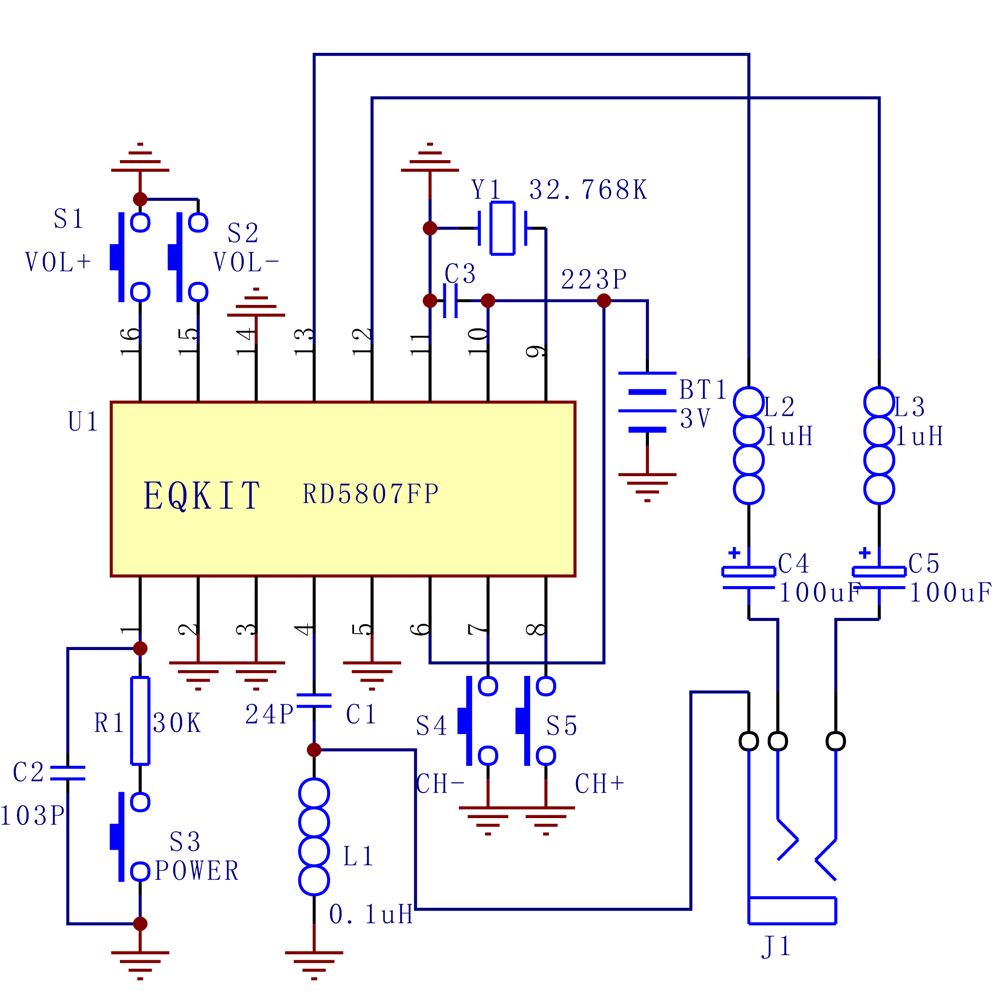 Y1 32.768K
S1
S2
VOL+
VOL-
C3
223P
16
15
14
13
12
11
10
9
BT1
3V
L2
1uH
L3
1uH
U1
EQKIT RD5807FP
C4
100uF
C5
100uF
1
2
3
4
5
6
7
8
R1
30K
24P
C1
S4
S5
C2
103P
CH-
CH+
S3
POWER
L1
0.1uH
J1